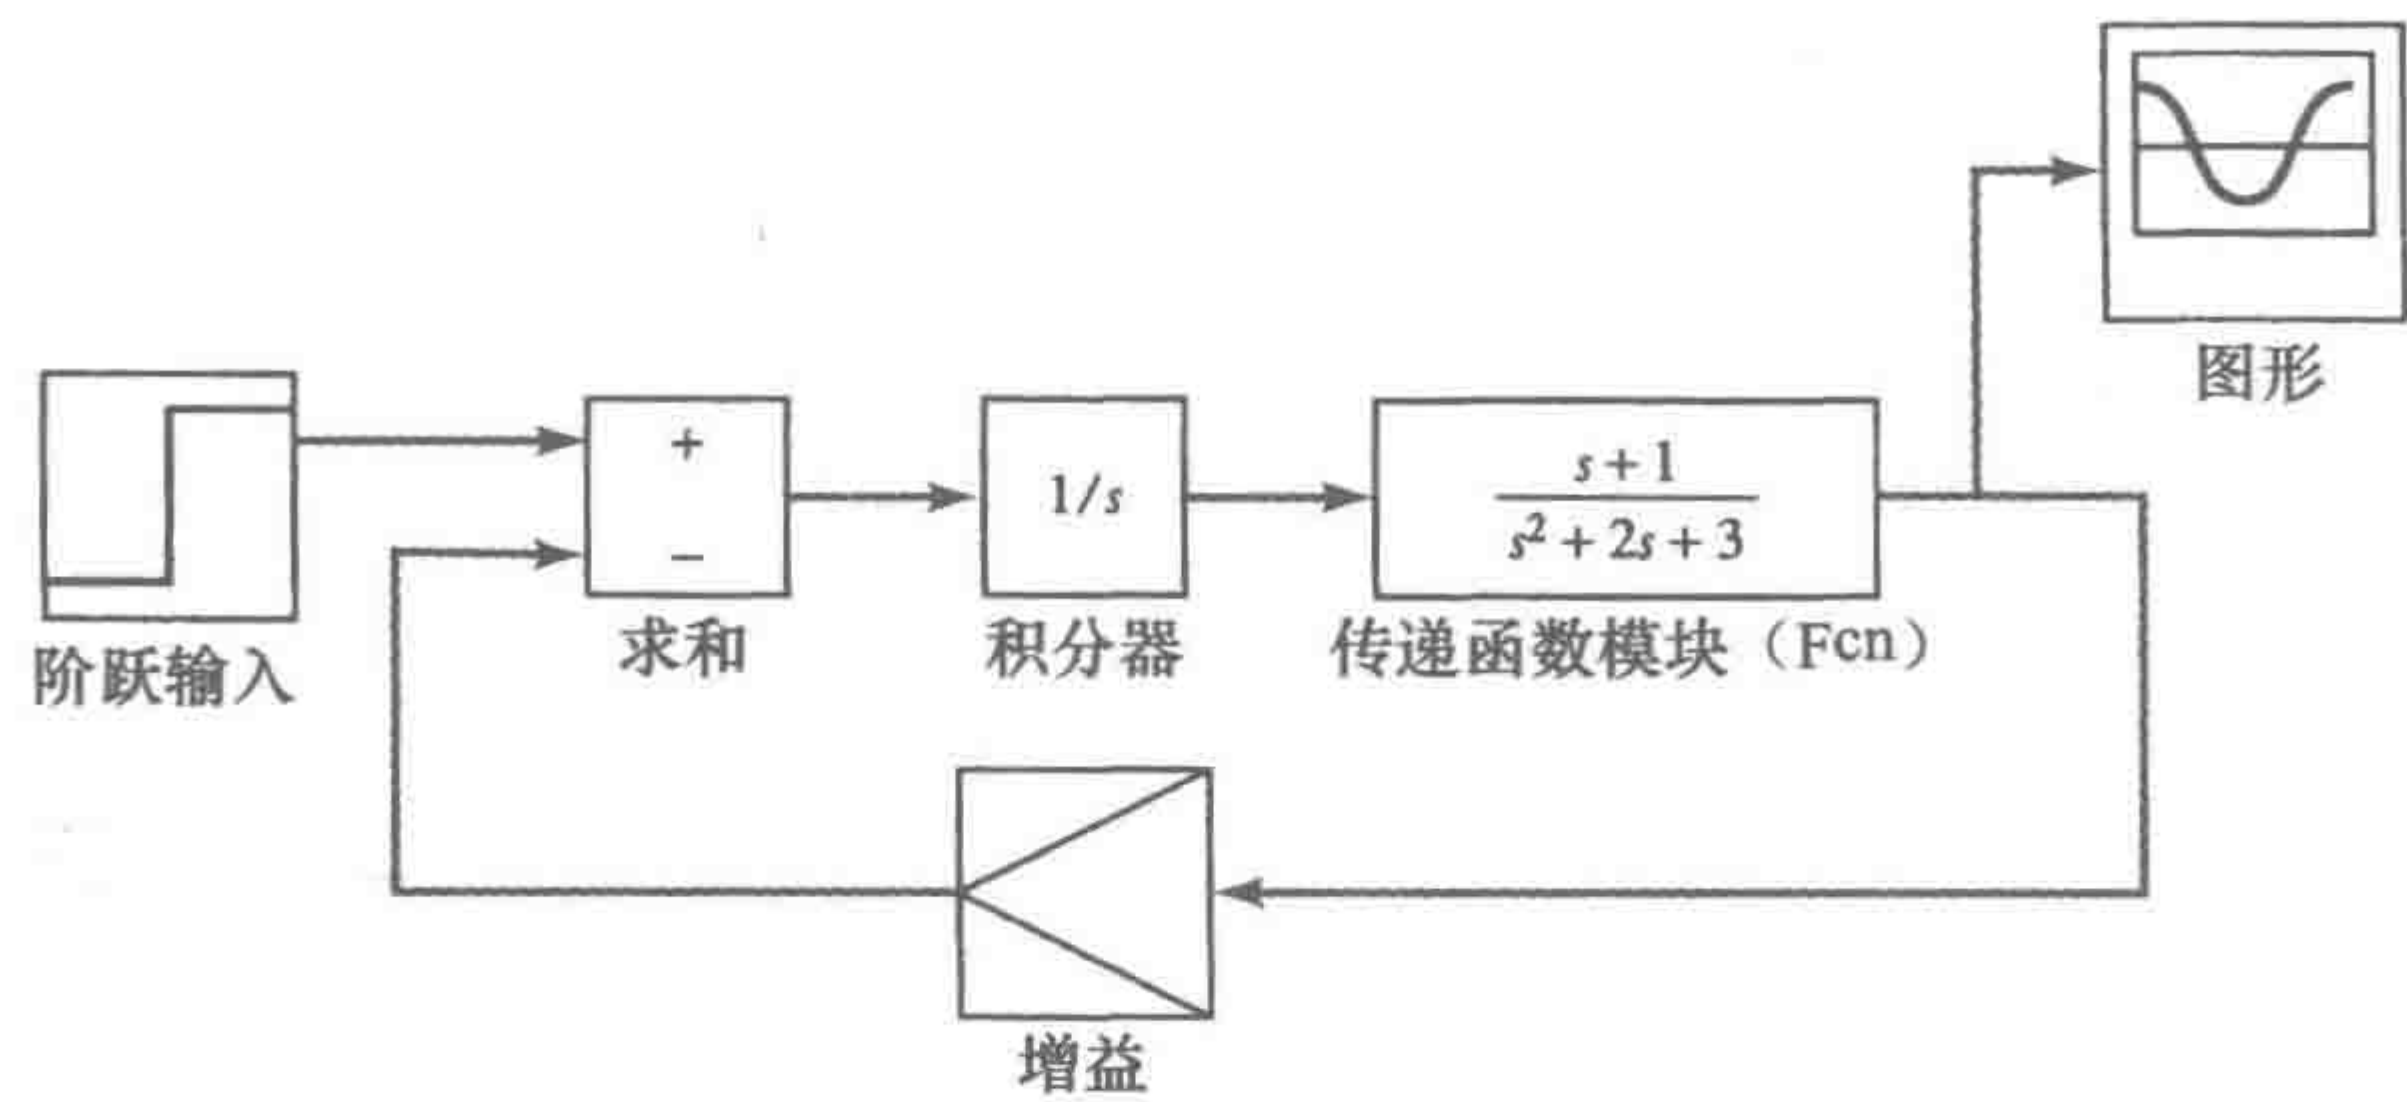 图形
+
−
1/s
s+1
s²+2s+3
阶跃输入
求和
积分器
传递函数模块（Fcn）
增益